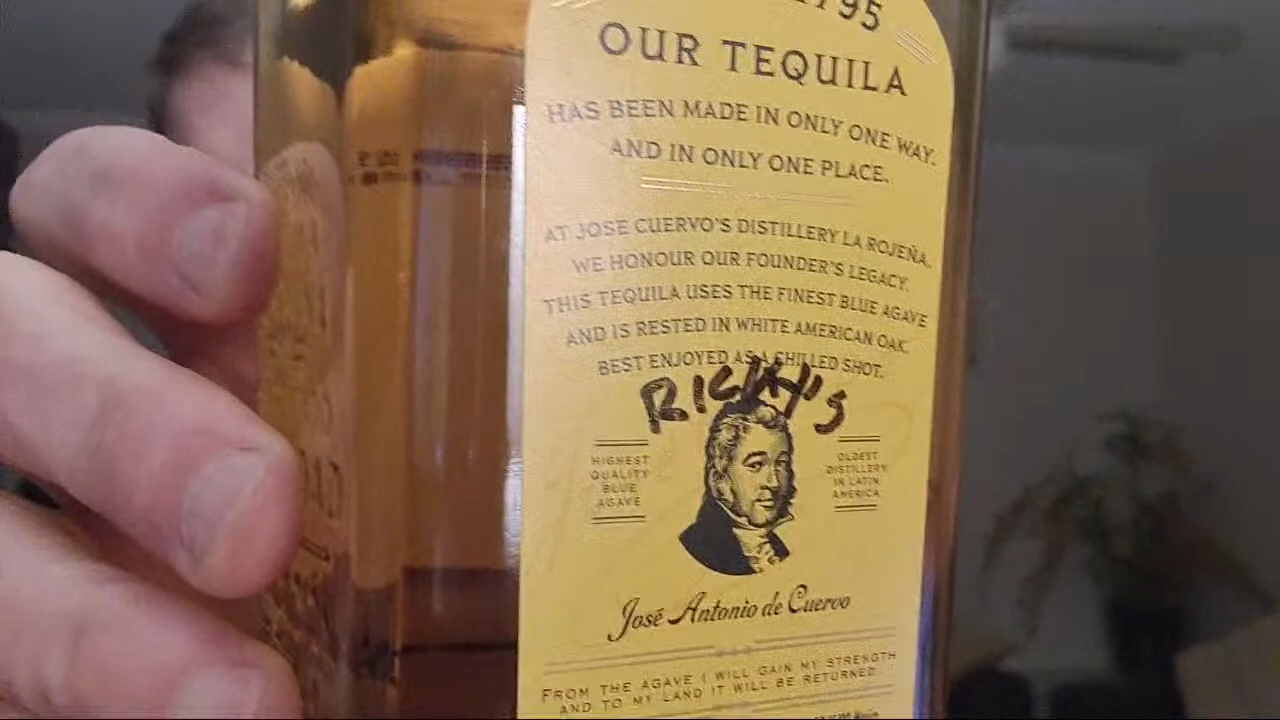 1795
OUR TEQUILA
HAS BEEN MADE IN ONLY ONE WAY.
AND IN ONLY ONE PLACE.
AT JOSE CUERVO'S DISTILLERY LA ROJEÑA,
WE HONOUR OUR FOUNDER'S LEGACY.
THIS TEQUILA USES THE FINEST BLUE AGAVE
AND IS RESTED IN WHITE AMERICAN OAK.
BEST ENJOYED AS A CHILLED SHOT.
RICKY'S
HIGHEST
QUALITY
BLUE
AGAVE
OLDEST
DISTILLERY
IN LATIN
AMERICA
José Antonio de Cuervo
FROM THE AGAVE I WILL GAIN MY STRENGTH
AND TO MY LAND IT WILL BE RETURNED